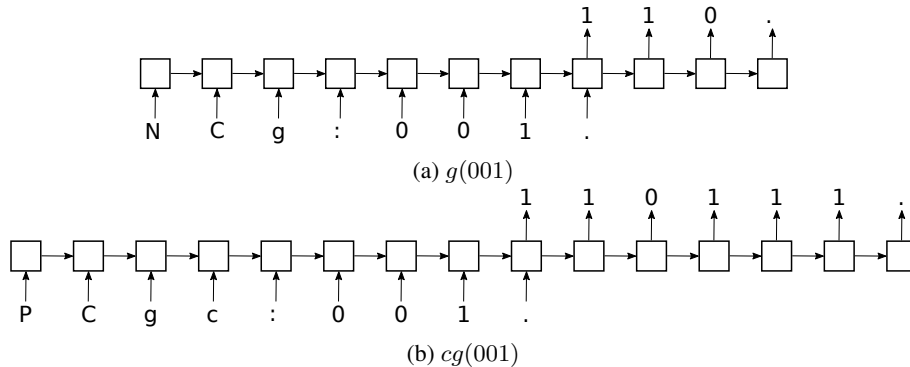 1 1 0 .
N C g : 0 0 1 .
(a) g(001)
1 1 0 1 1 1 .
P C g c : 0 0 1 .
(b) cg(001)